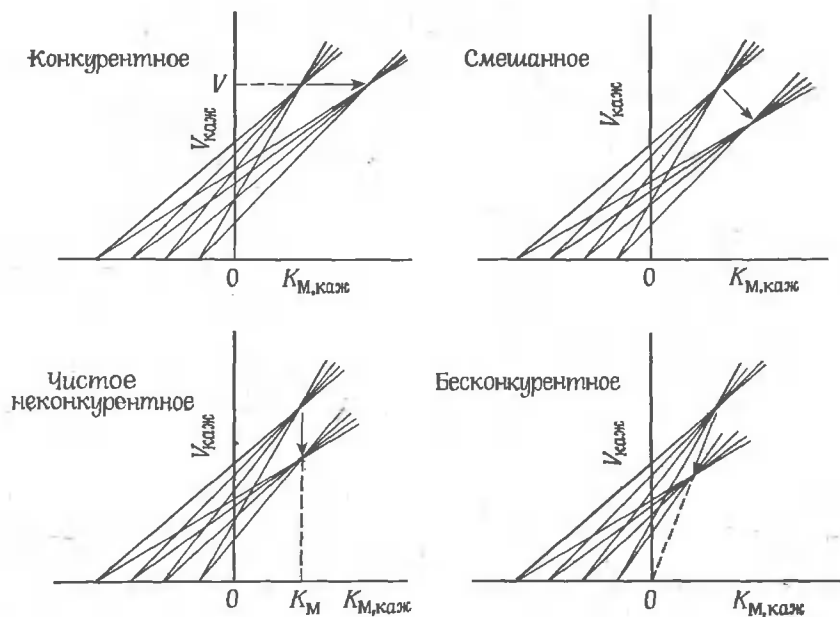 Конкурентное
V
Vкаж
0
KМ,каж
Смешанное
Vкаж
0
KМ,каж
Чистое
неконкурентное
Vкаж
0
KМ
KМ,каж
Бесконкурентное
Vкаж
0
KМ,каж